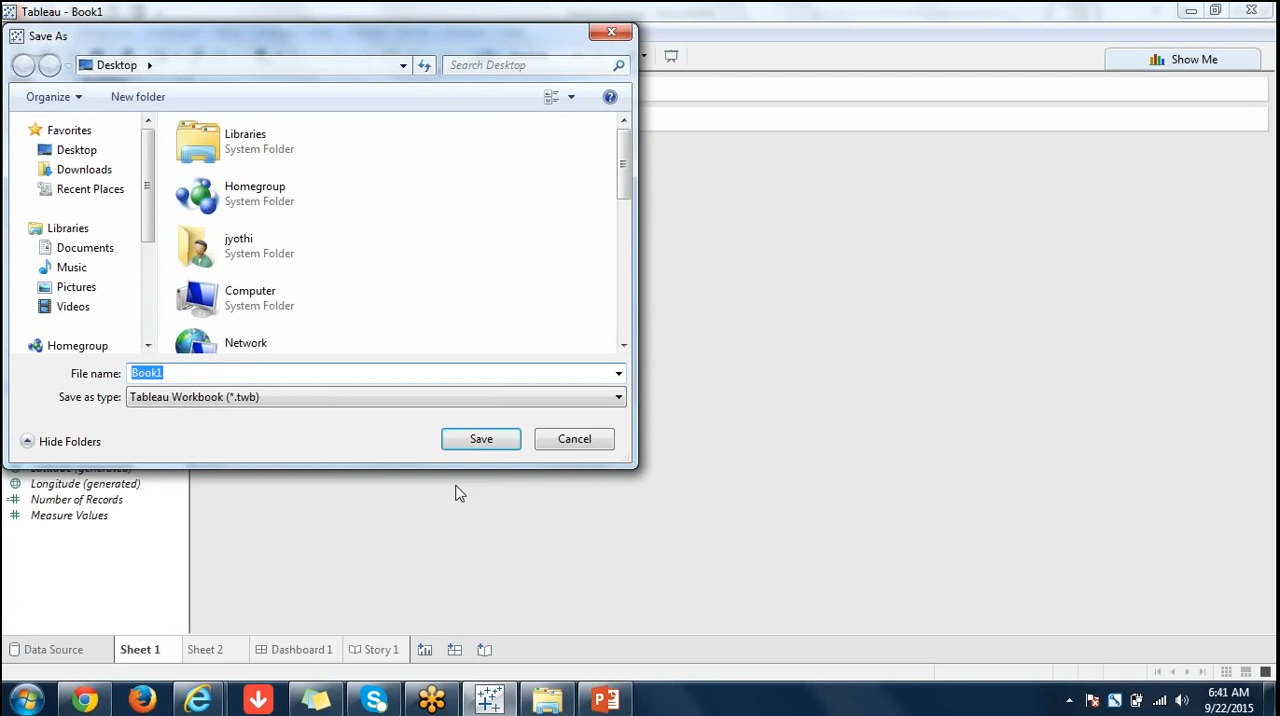 Tableau - Book1
Save As
Desktop
Search Desktop
Show Me
Organize
New folder
Favorites
Desktop
Downloads
Recent Places
Libraries
Documents
Music
Pictures
Videos
Homegroup
Libraries
System Folder
Homegroup
System Folder
jyothi
System Folder
Computer
System Folder
Network
File name:
Book1
Save as type:
Tableau Workbook (*.twb)
Hide Folders
Save
Cancel
Latitude (generated)
Longitude (generated)
Number of Records
Measure Values
Data Source
Sheet 1
Sheet 2
Dashboard 1
Story 1
6:41 AM
9/22/2015